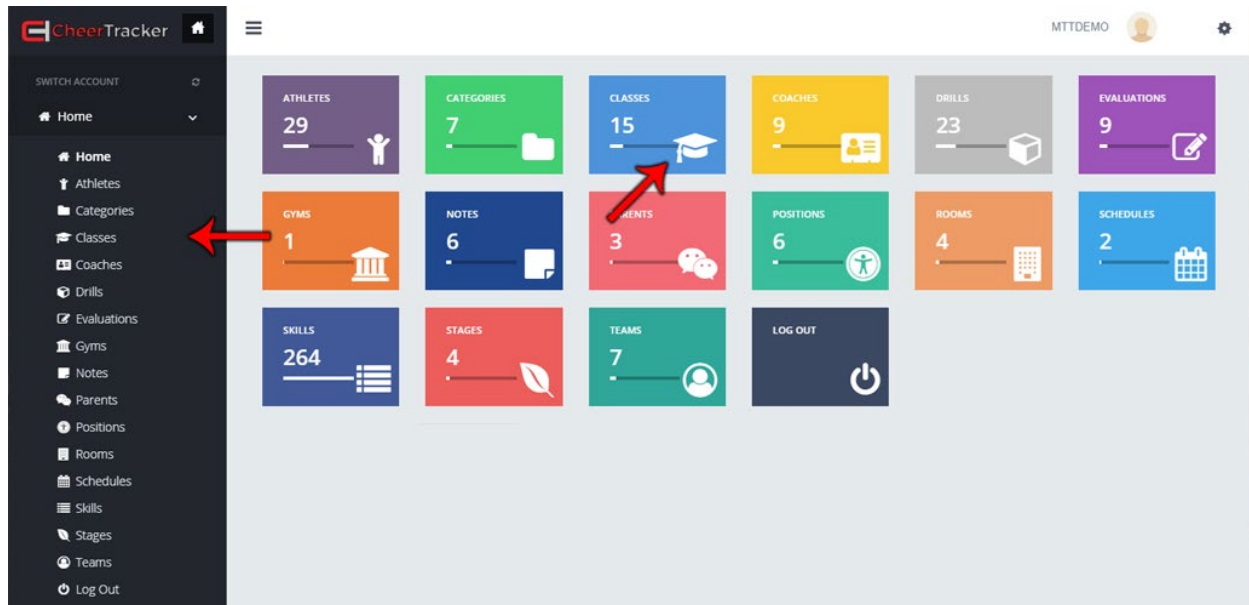 CheerTracker
MTTDEMO
SWITCH ACCOUNT
Home
Home
Athletes
Categories
Classes
Coaches
Drills
Evaluations
Gyms
Notes
Parents
Positions
Rooms
Schedules
Skills
Stages
Teams
Log Out
ATHLETES
29
CATEGORIES
7
CLASSES
15
COACHES
9
DRILLS
23
EVALUATIONS
9
GYMS
1
NOTES
6
PARENTS
3
POSITIONS
6
ROOMS
4
SCHEDULES
2
SKILLS
264
STAGES
4
TEAMS
7
LOG OUT